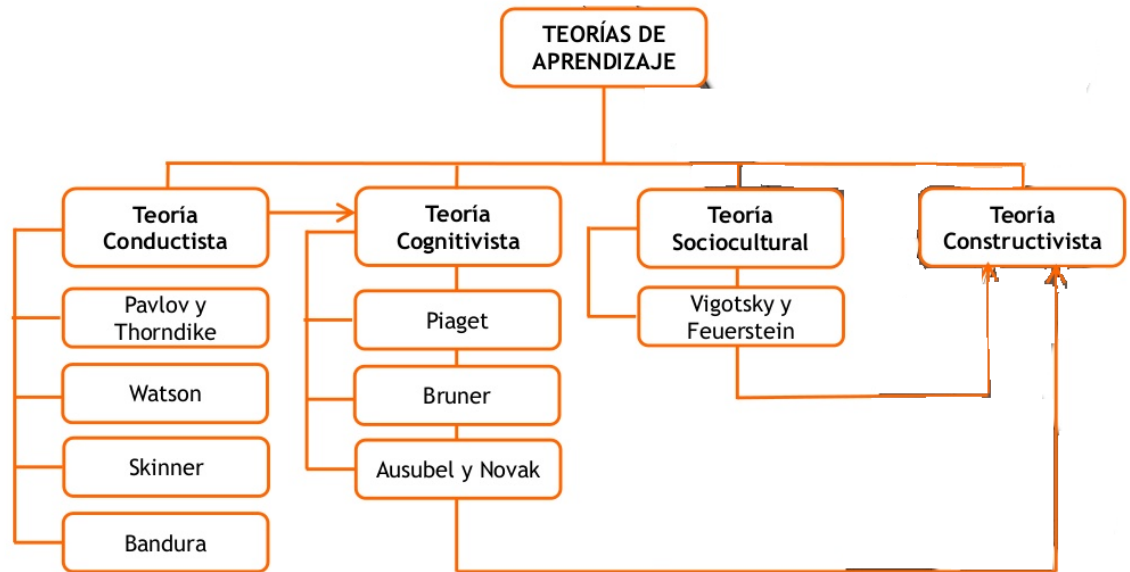 TEORÍAS DE
APRENDIZAJE
Teoría
Conductista
Pavlov y
Thorndike
Watson
Skinner
Bandura
Teoría
Cognitivista
Piaget
Bruner
Ausubel y Novak
Teoría
Sociocultural
Vigotsky y
Feuerstein
Teoría
Constructivista